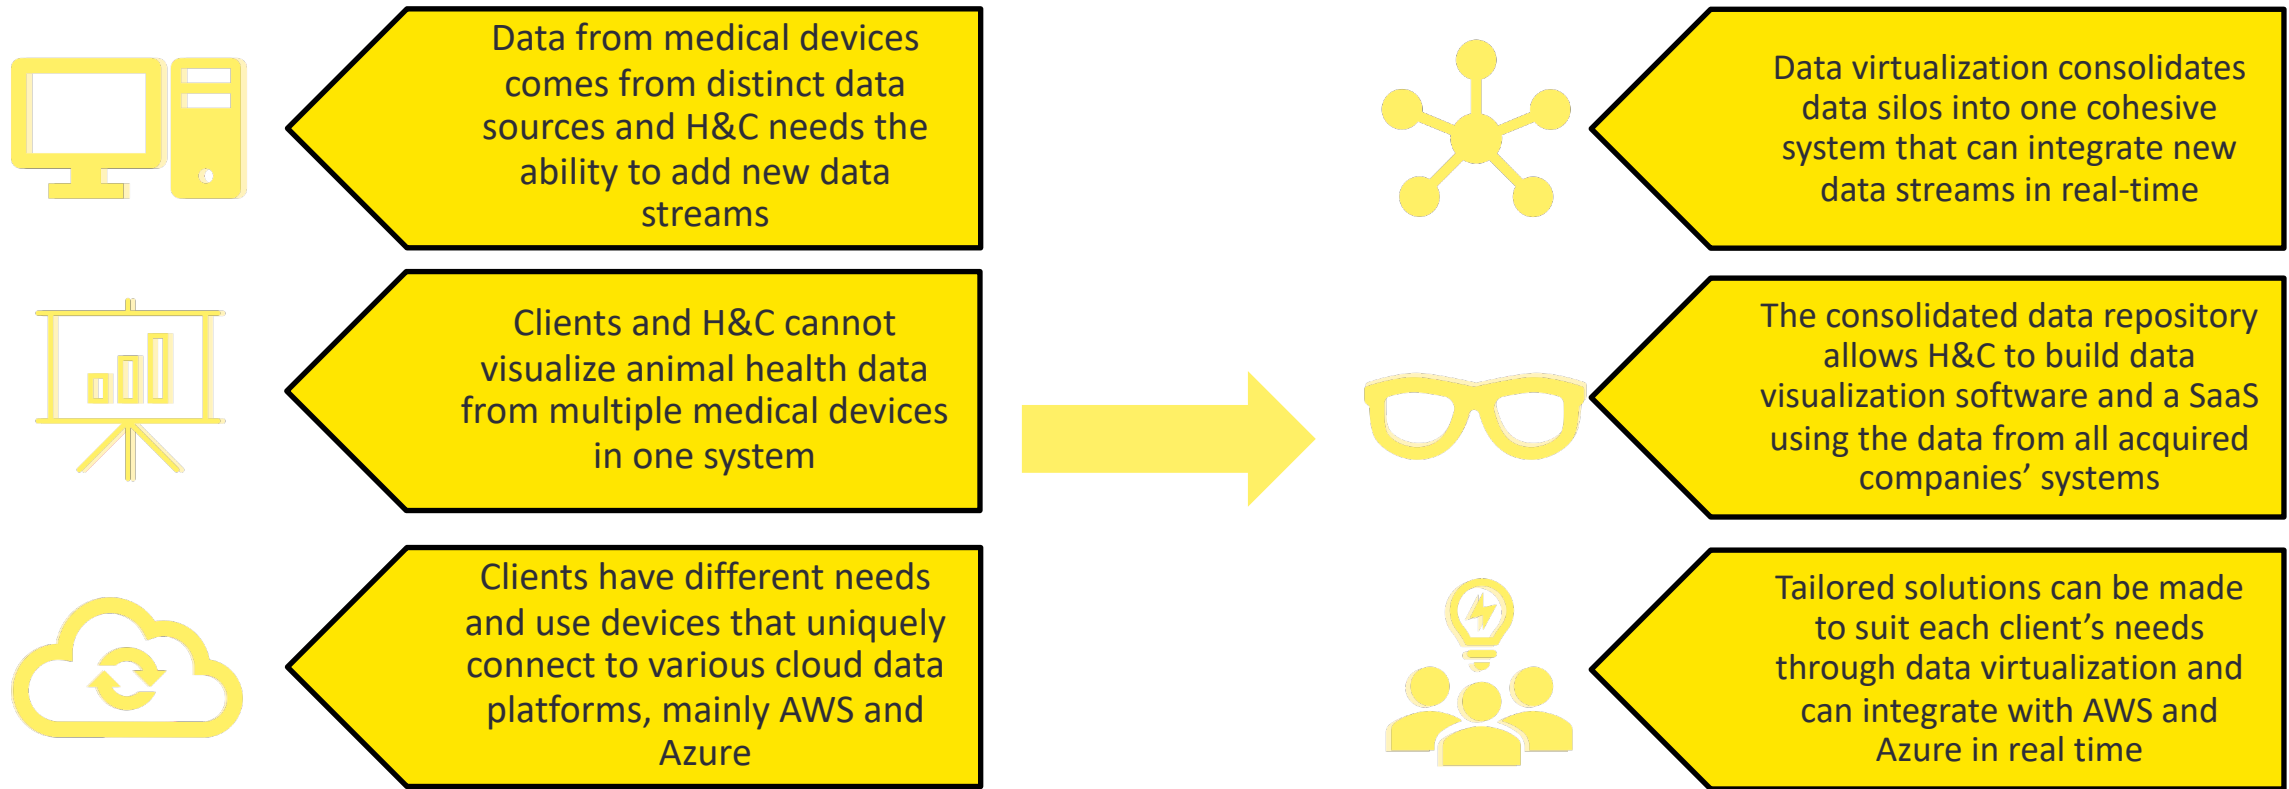 Data from medical devices
comes from distinct data
sources and H&C needs the
ability to add new data
streams
Data virtualization consolidates
data silos into one cohesive
system that can integrate new
data streams in real-time
Clients and H&C cannot
visualize animal health data
from multiple medical devices
in one system
The consolidated data repository
allows H&C to build data
visualization software and a SaaS
using the data from all acquired
companies’ systems
Clients have different needs
and use devices that uniquely
connect to various cloud data
platforms, mainly AWS and
Azure
Tailored solutions can be made
to suit each client’s needs
through data virtualization and
can integrate with AWS and
Azure in real time